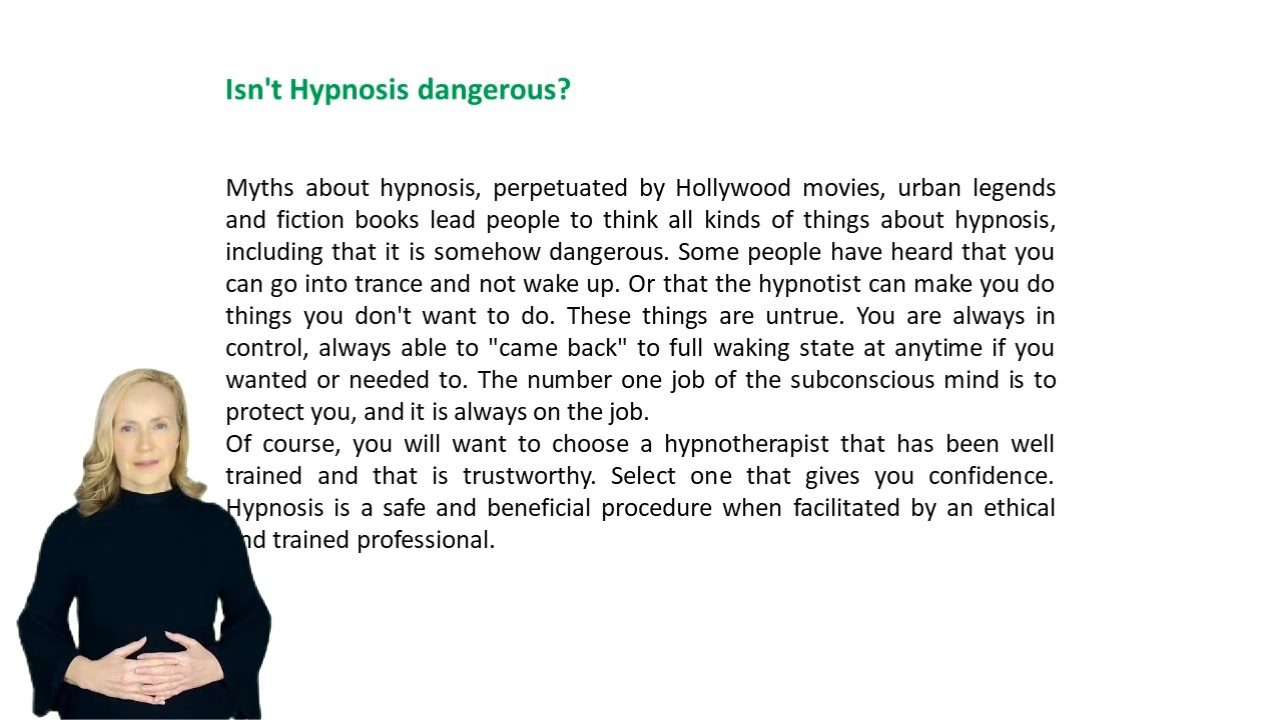 Isn't Hypnosis dangerous?
Myths about hypnosis, perpetuated by Hollywood movies, urban legends
and fiction books lead people to think all kinds of things about hypnosis,
including that it is somehow dangerous. Some people have heard that you
can go into trance and not wake up. Or that the hypnotist can make you do
things you don't want to do. These things are untrue. You are always in
control, always able to "came back" to full waking state at anytime if you
wanted or needed to. The number one job of the subconscious mind is to
protect you, and it is always on the job.
Of course, you will want to choose a hypnotherapist that has been well
trained and that is trustworthy. Select one that gives you confidence.
Hypnosis is a safe and beneficial procedure when facilitated by an ethical
and trained professional.